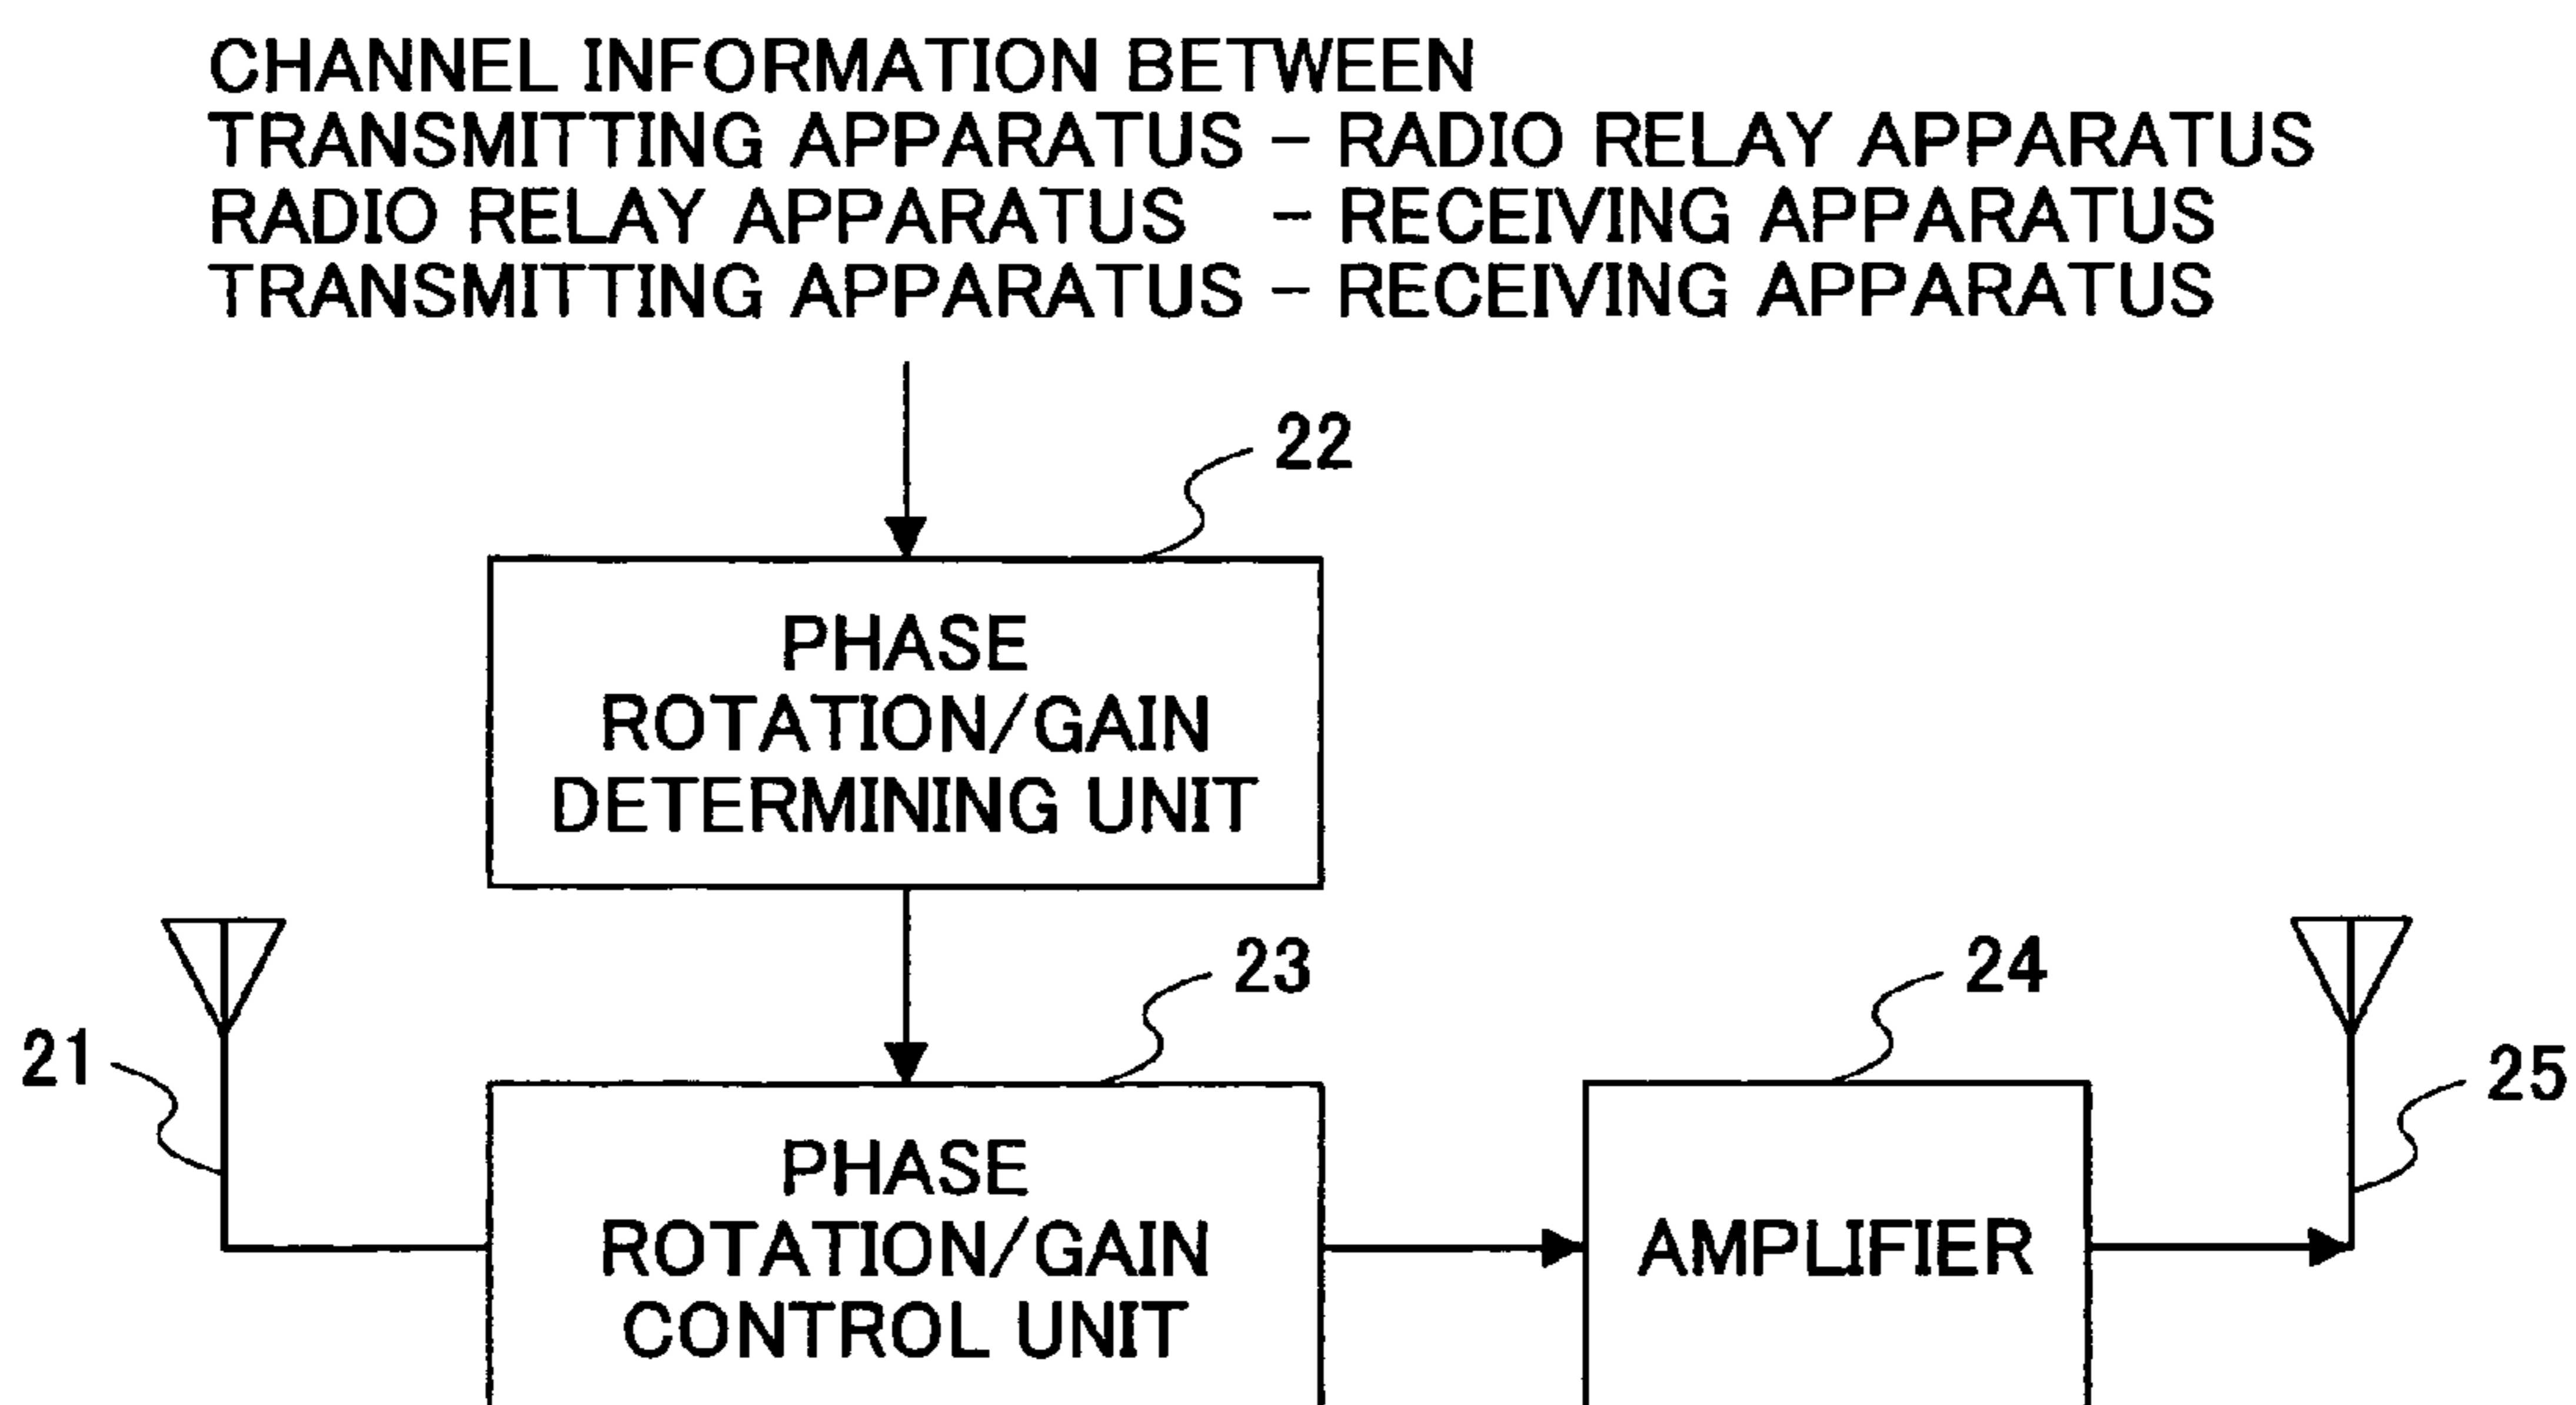 CHANNEL INFORMATION BETWEEN
TRANSMITTING APPARATUS - RADIO RELAY APPARATUS
RADIO RELAY APPARATUS - RECEIVING APPARATUS
TRANSMITTING APPARATUS - RECEIVING APPARATUS
22
PHASE
ROTATION/GAIN
DETERMINING UNIT
21
23
24
25
PHASE
ROTATION/GAIN
CONTROL UNIT
AMPLIFIER